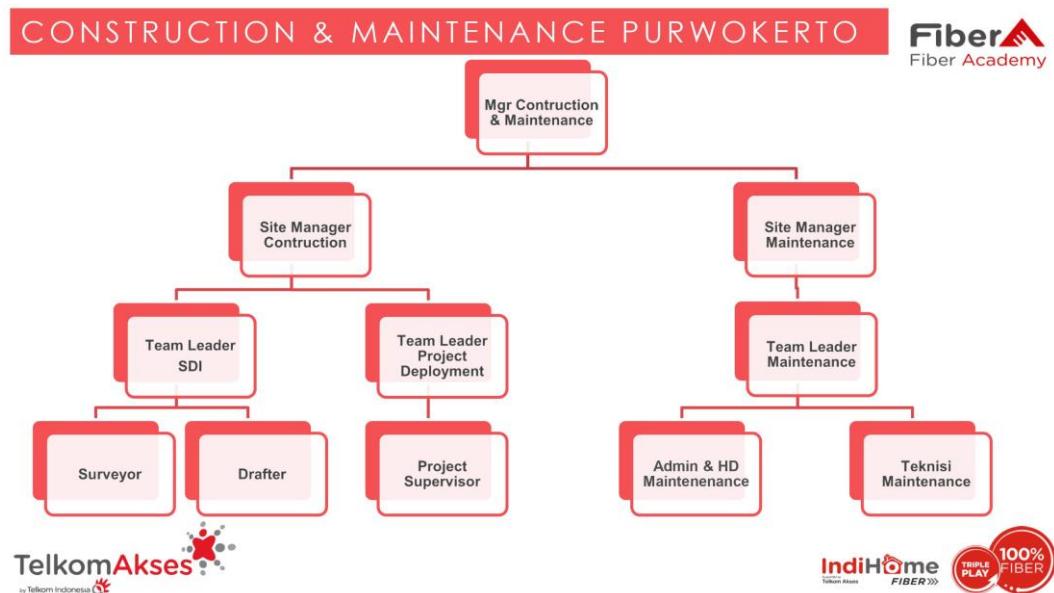 CONSTRUCTION & MAINTENANCE PURWOKERTO
Fiber
Fiber Academy
Mgr Contruction
& Maintenance
Site Manager
Contruction
Site Manager
Maintenance
Team Leader
SDI
Team Leader
Project
Deployment
Team Leader
Maintenance
Surveyor
Drafter
Project
Supervisor
Admin & HD
Maintenenance
Teknisi
Maintenance
TelkomAkses
by Telkom Indonesia
IndiHome
Telkom Akses
FIBER
TRIPLE
PLAY
100%
FIBER